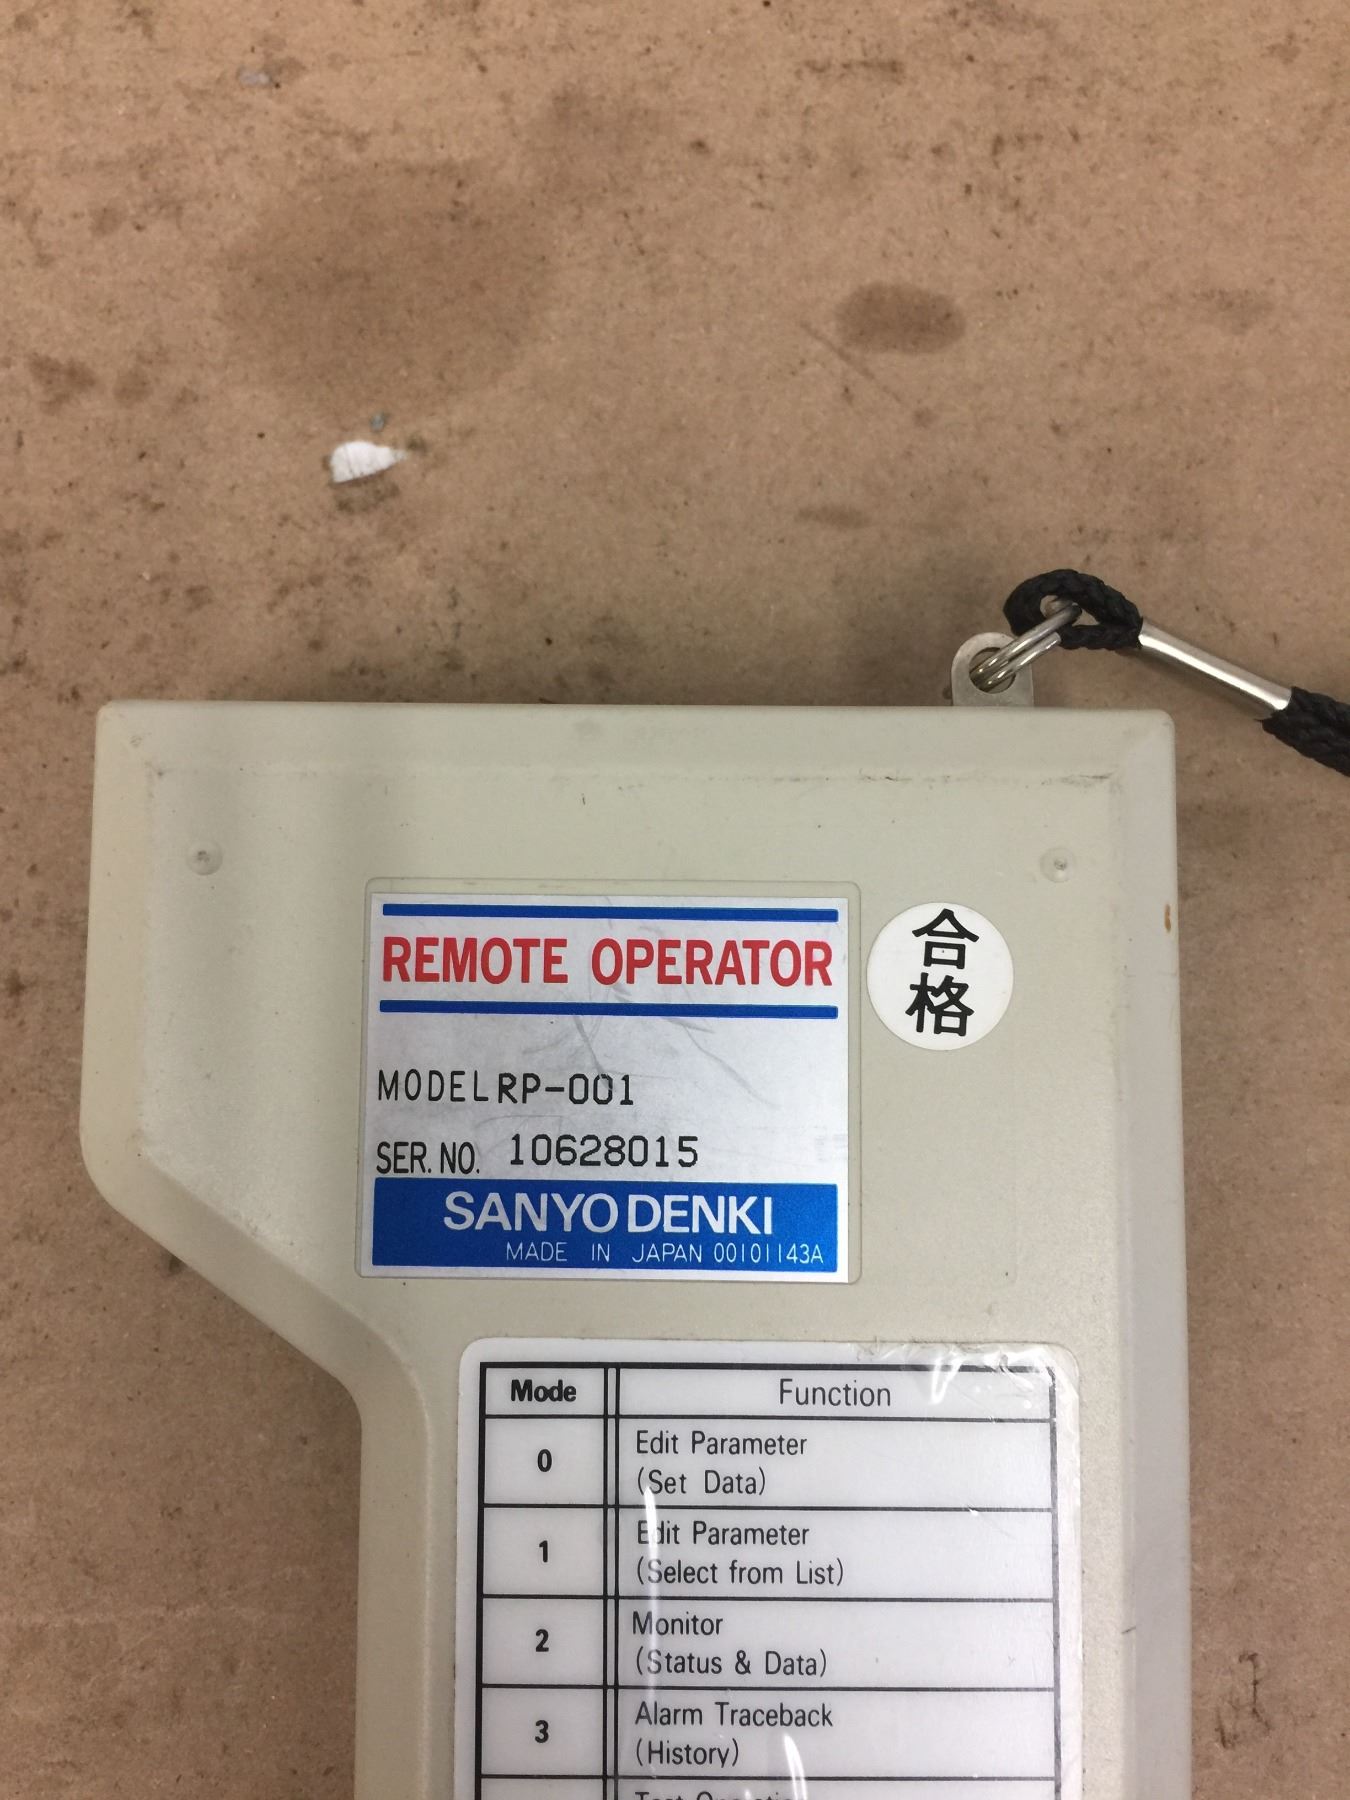 REMOTE OPERATOR
合
格
MODEL RP-001
SER. NO. 10628015
SANYO DENKI
MADE IN JAPAN 00101143A
Mode Function
0 Edit Parameter
(Set Data)
1 Edit Parameter
(Select from List)
2 Monitor
(Status & Data)
3 Alarm Traceback
(History)